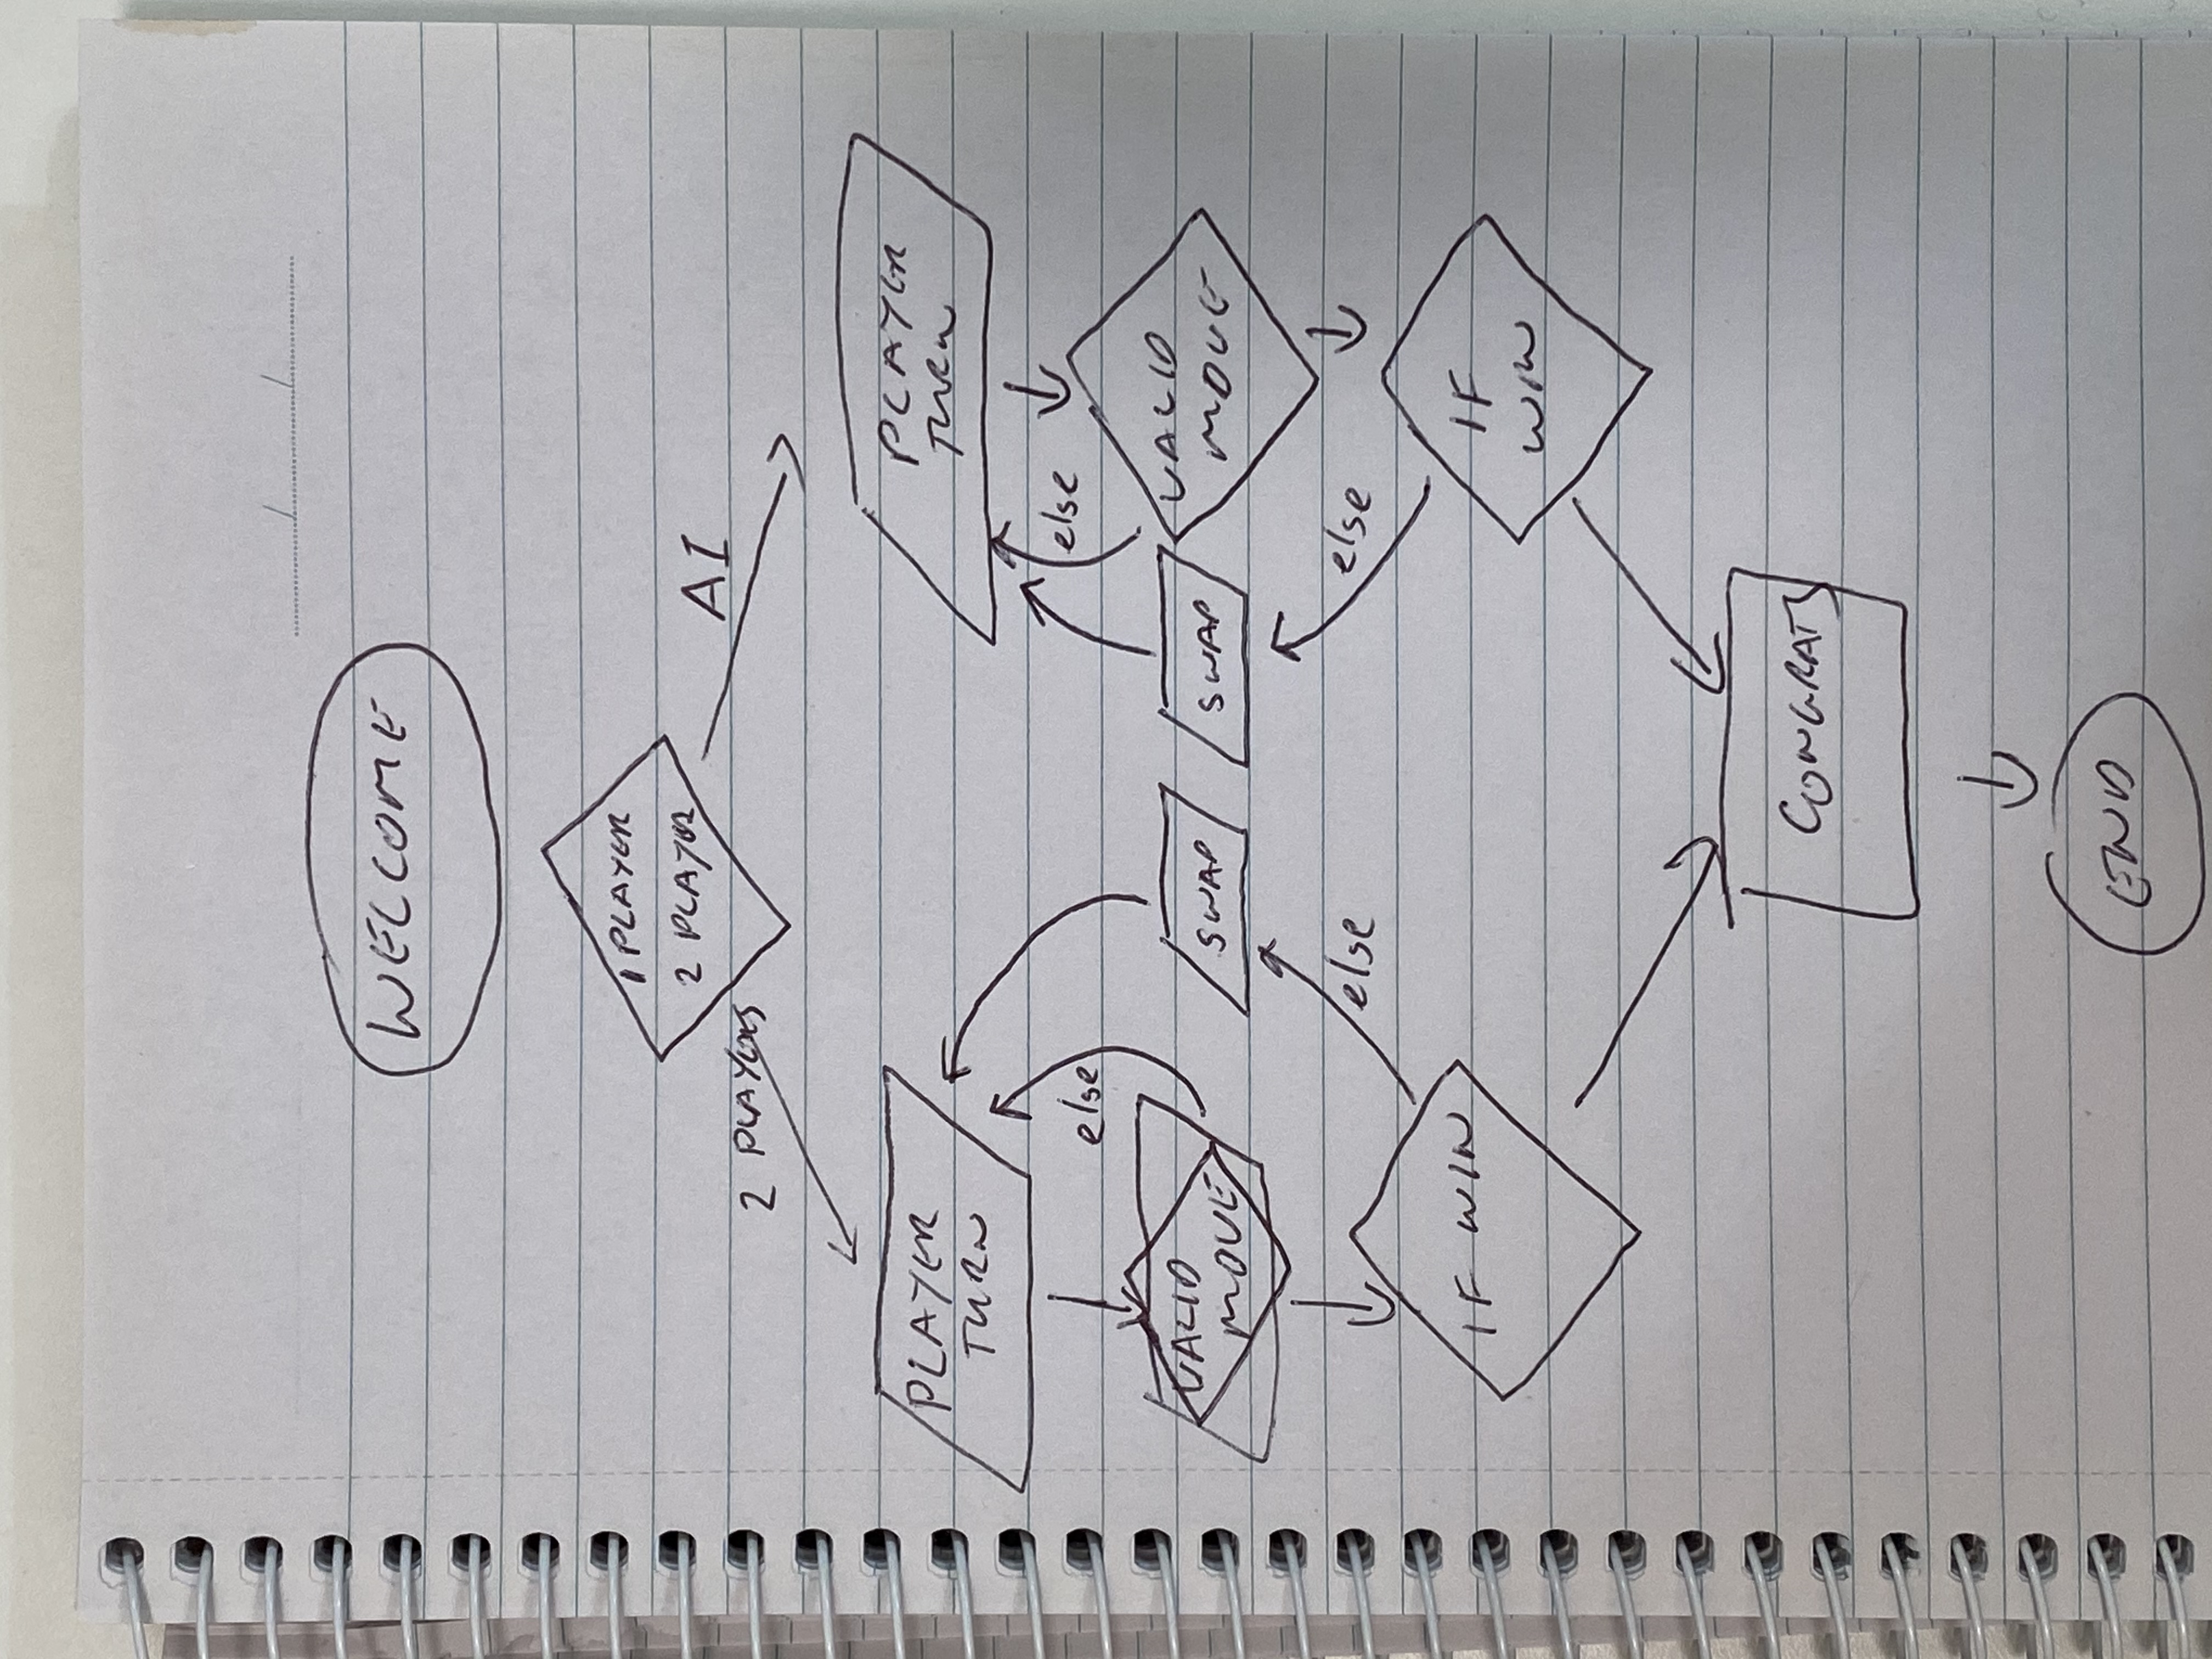 WELCOME
1 PLAYER
2 PLAYER
2 PLAYERS
AI
PLAYER
TURN
PLAYER
TURN
else
else
VALID
MOVE
SWAP
SWAP
VALID
MOVE
else
else
IF WIN
IF
WIN
CONGRATS
END